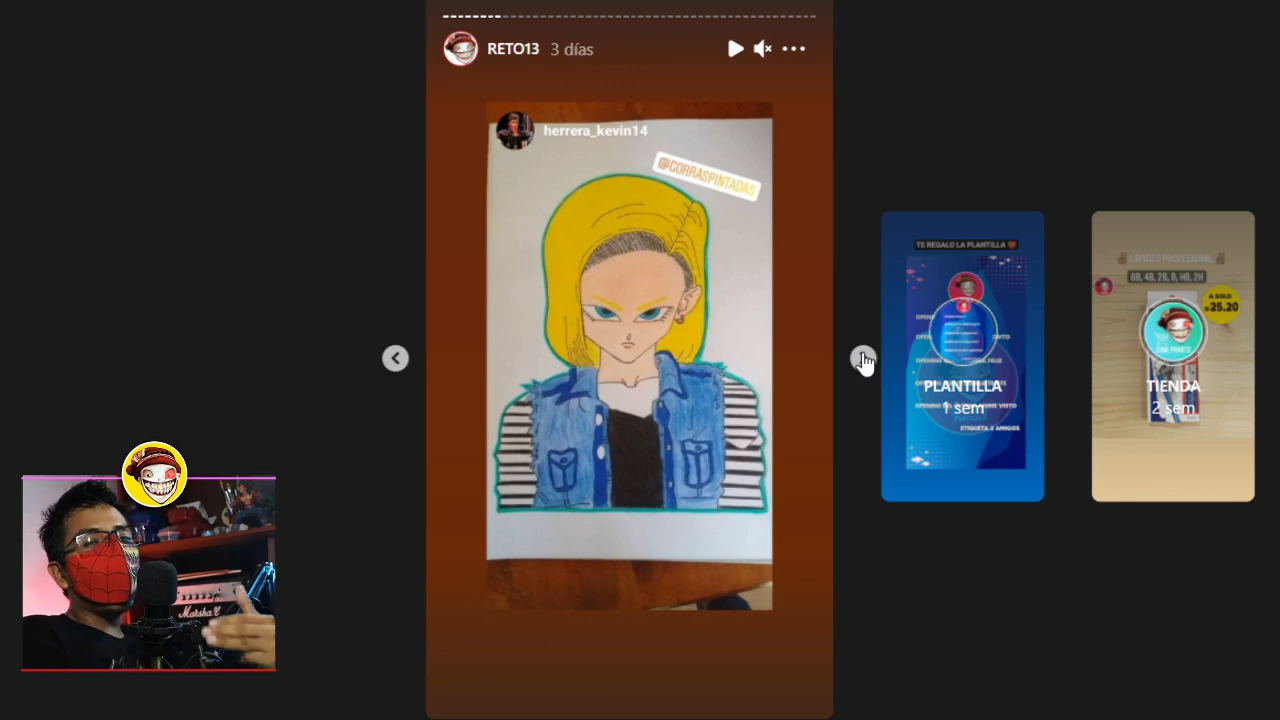 RETO13 3 días
herrera_kevin14
@CORRASPINTADAS
TE REGALO LA PLANTILLA
PLANTILLA
1 sem
ETIQUETA 2 AMIGOS
LÁPICES PROFESIONAL
6B, 4B, 2B, B, HB, 2H
A SOLO
25.20
TIENDA
2 sem
Marshall